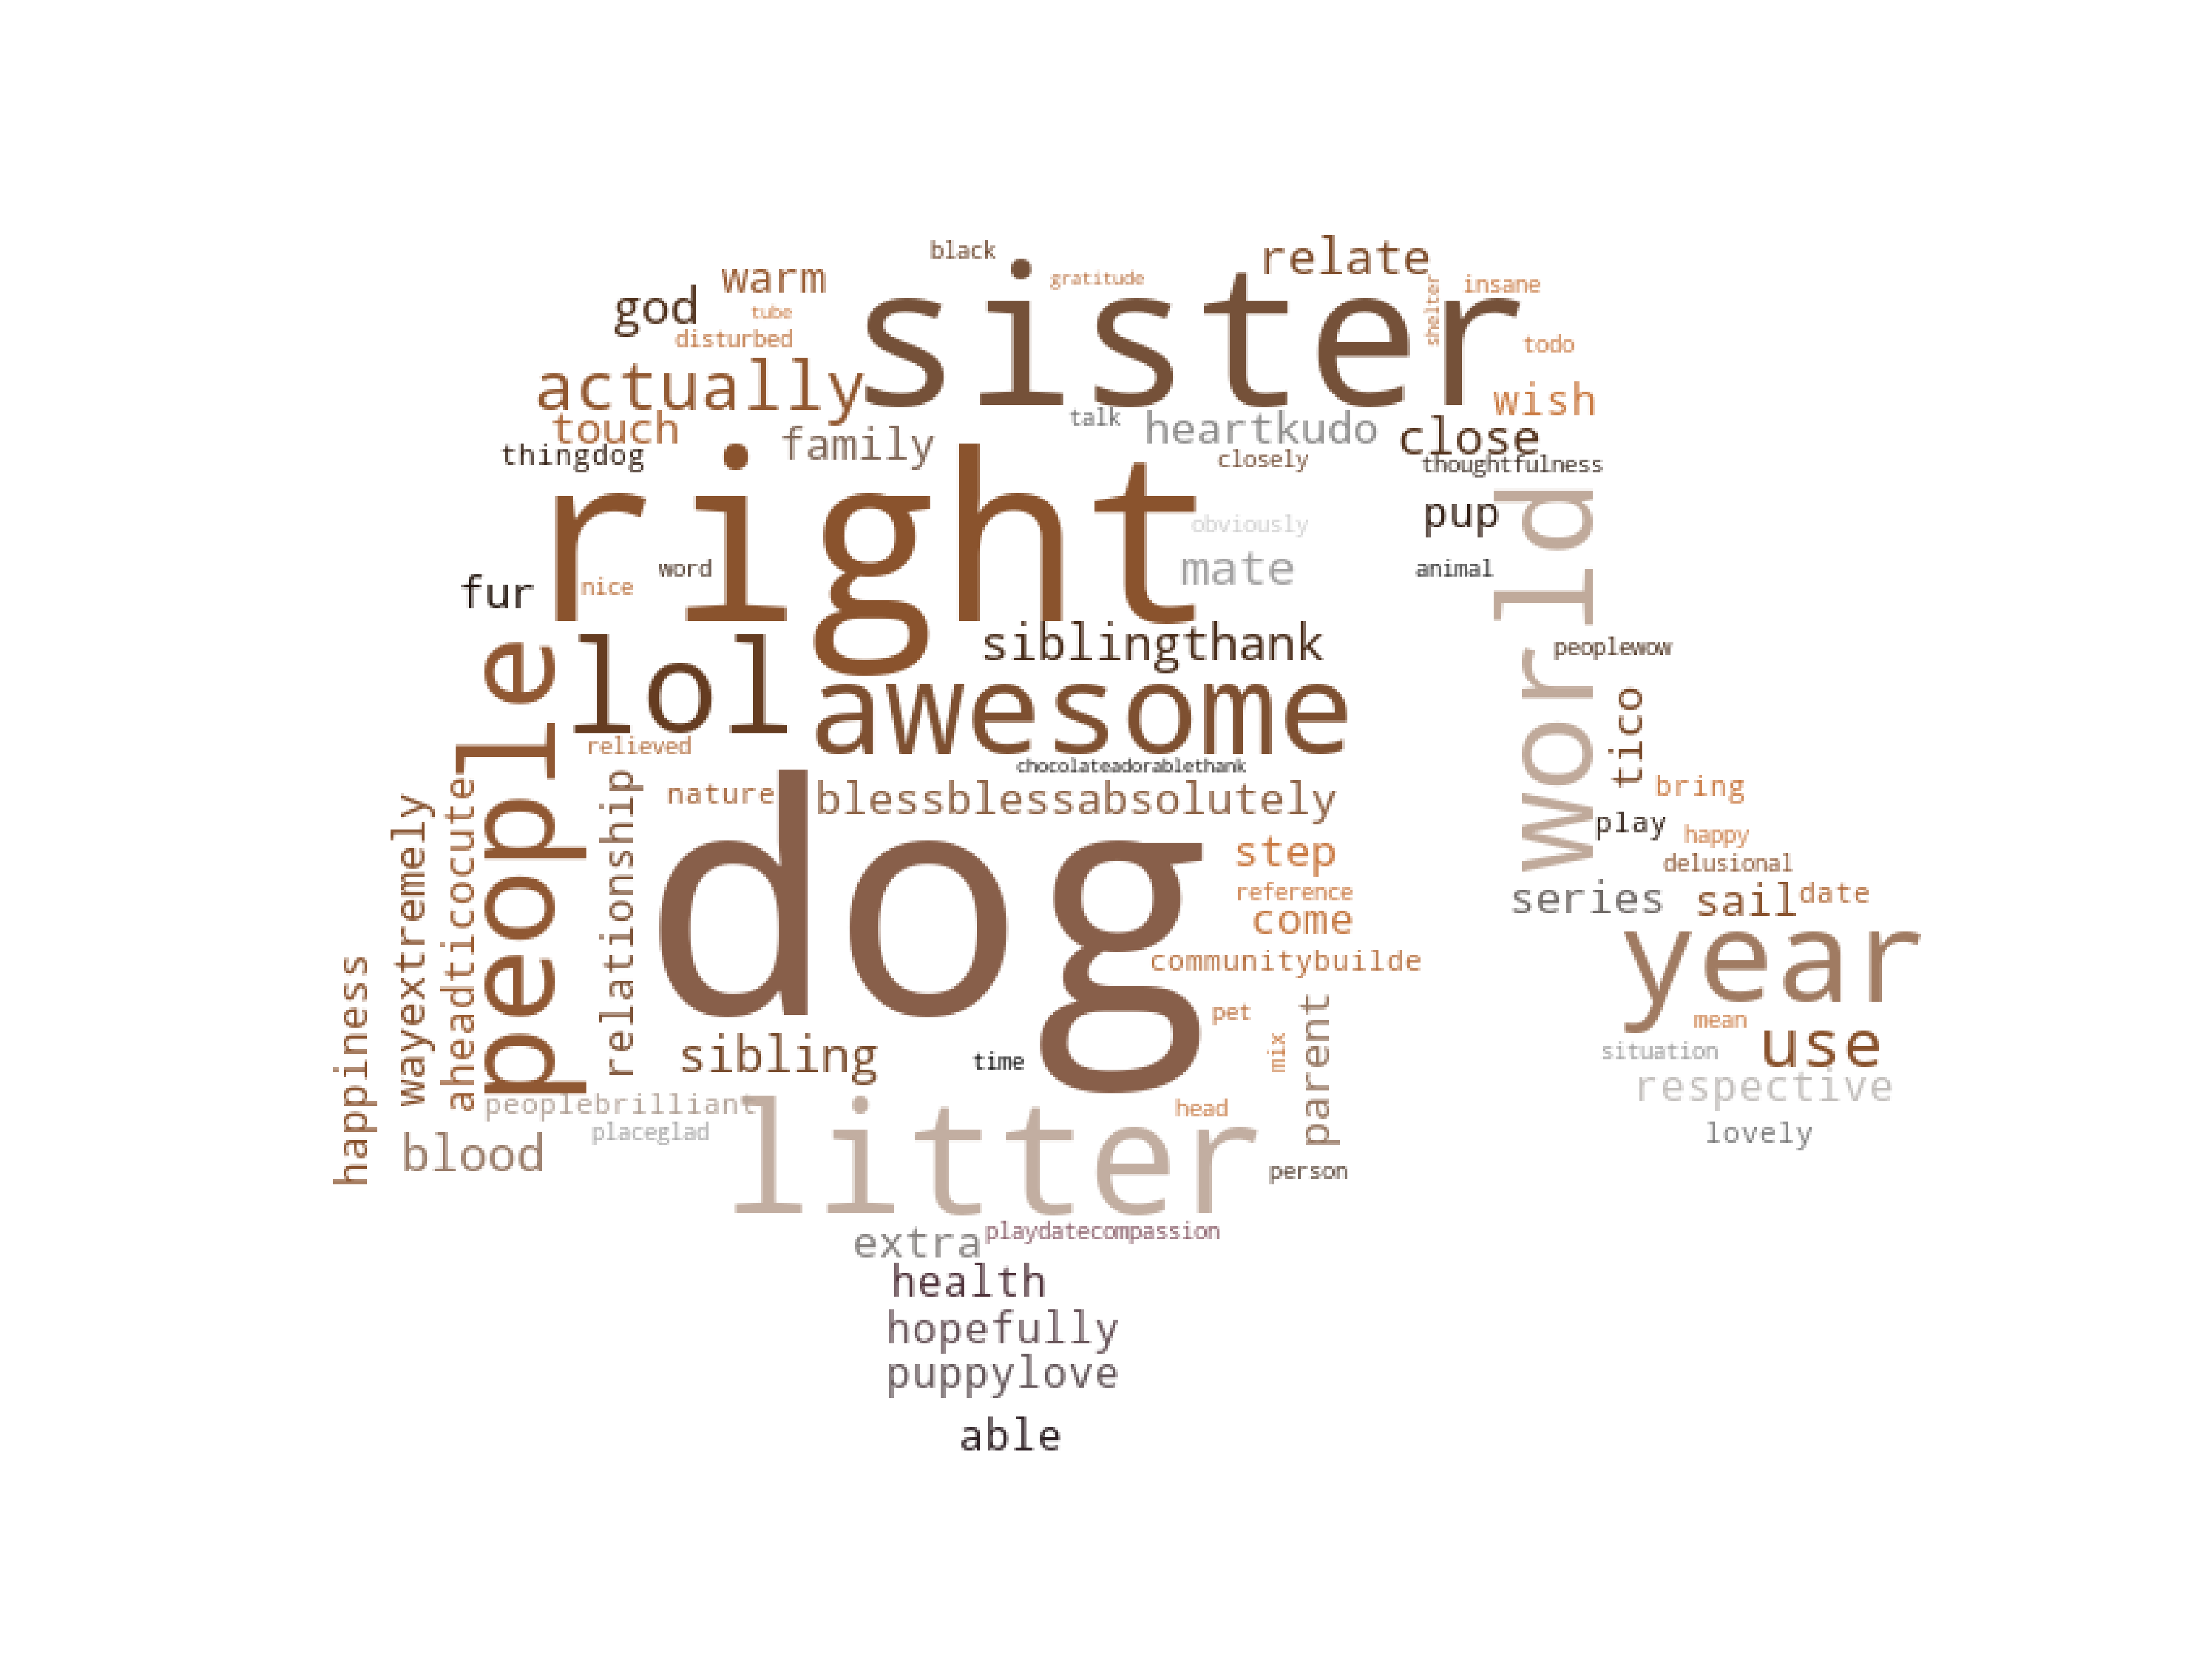 black
relate
warm
gratitude
insane
god
tube
sister
shelter
disturbed
todo
actually
wish
touch
talk
heartkudo
close
family
thingdog
closely
thoughtfulness
right
pup
world
obviously
word
mate
animal
fur
nice
people
lol
siblingthank
peoplewow
awesome
tico
relieved
chocolateadorablethank
nature
blessblessabsolutely
bring
relationship
play
happy
wayextremely
aheadticocute
dog
step
delusional
reference
series
sail
date
come
year
communitybuilde
happiness
pet
mean
parent
mix
sibling
time
situation
use
respective
peoplebrilliant
litter
head
placeglad
lovely
blood
person
extra
playdatecompassion
health
hopefully
puppylove
able